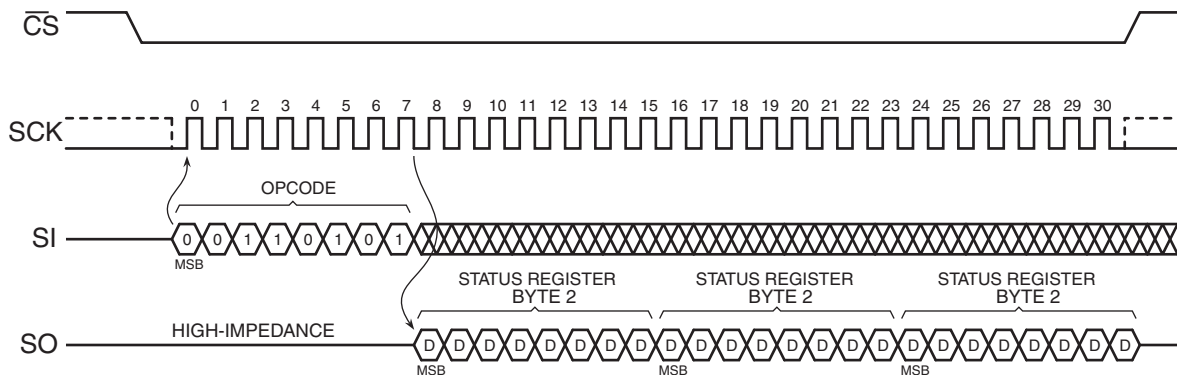 CS
0 1 2 3 4 5 6 7 8 9 10 11 12 13 14 15 16 17 18 19 20 21 22 23 24 25 26 27 28 29 30
SCK
OPCODE
SI
0 0 1 1 0 1 0 1
MSB
STATUS REGISTER
BYTE 2
STATUS REGISTER
BYTE 2
STATUS REGISTER
BYTE 2
HIGH-IMPEDANCE
SO
D D D D D D D D D D D D D D D D D D D D D D D D
MSB MSB MSB